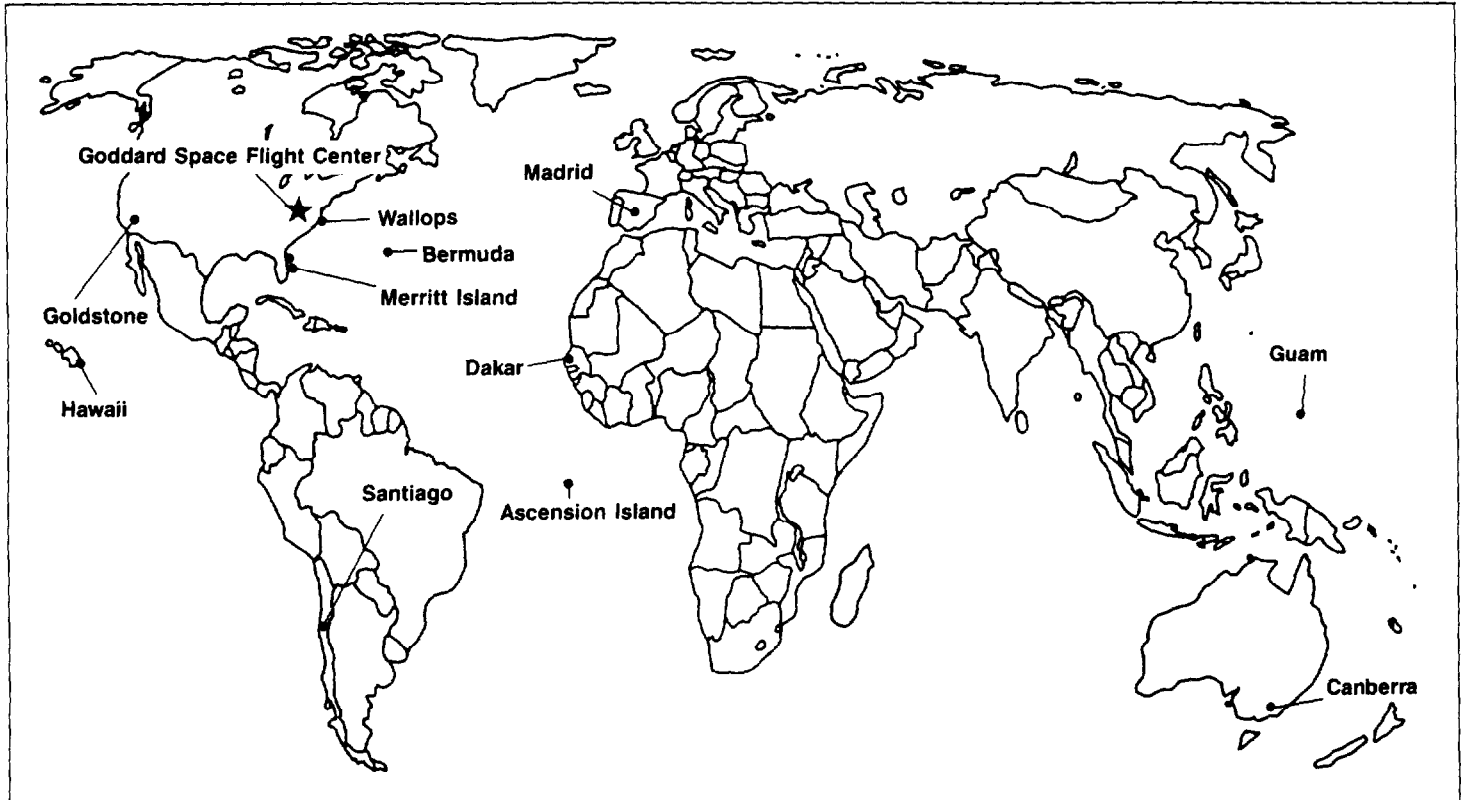 Goddard Space Flight Center
Madrid
Wallops
Bermuda
Merritt Island
Goldstone
Guam
Dakar
Hawaii
Santiago
Ascension Island
Canberra